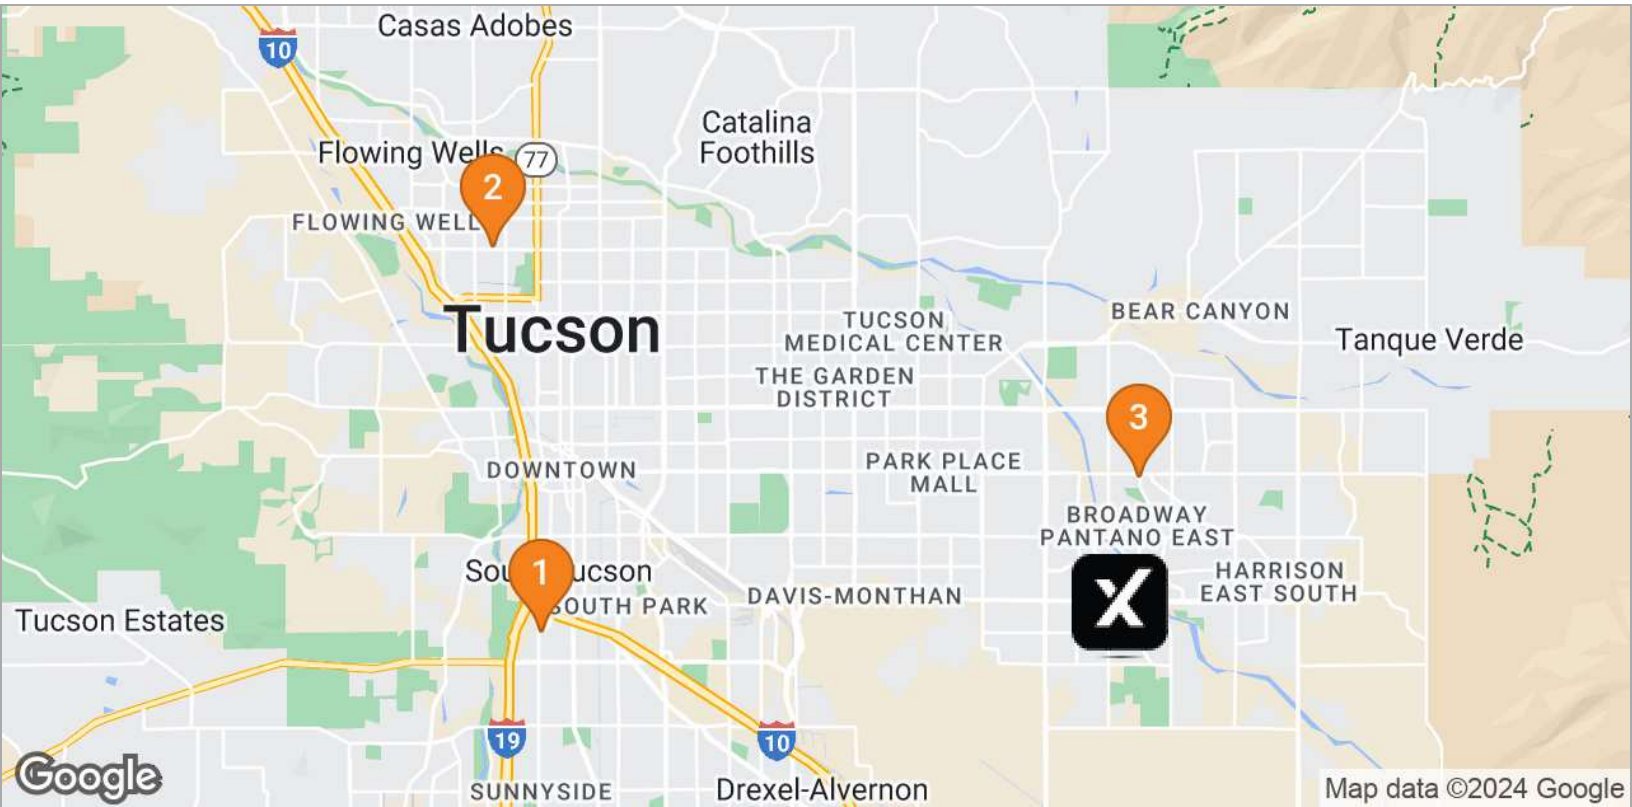 Casas Adobes
10
Catalina
Foothills
Flowing Wells
77
2
FLOWING WELL
BEAR CANYON
Tucson
TUCSON
MEDICAL CENTER
Tanque Verde
THE GARDEN
DISTRICT
3
DOWNTOWN
PARK PLACE
MALL
BROADWAY
PANTANO EAST
1
Sou ucson
SOUTH PARK
DAVIS-MONTHAN
X
HARRISON
EAST SOUTH
Tucson Estates
19
10
Google
SUNNYSIDE
Drexel-Alvernon
Map data ©2024 Google